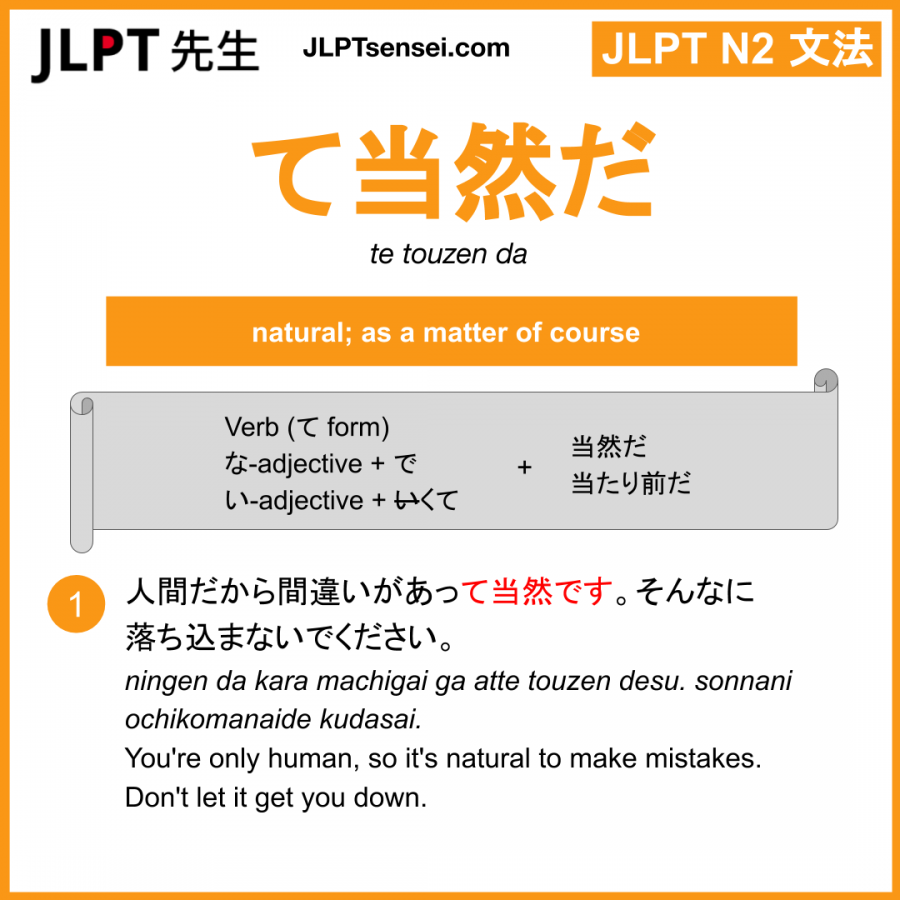 JLPT 先生
JLPTsensei.com
JLPT N2 文法
て当然だ
te touzen da
natural; as a matter of course
Verb (て form)
な-adjective + で
い-adjective + いくて
+
当然だ
当たり前だ
1
人間だから間違いがあって当然です。そんなに
落ち込まないでください。
ningen da kara machigai ga atte touzen desu. sonnani
ochikomanaide kudasai.
You're only human, so it's natural to make mistakes.
Don't let it get you down.